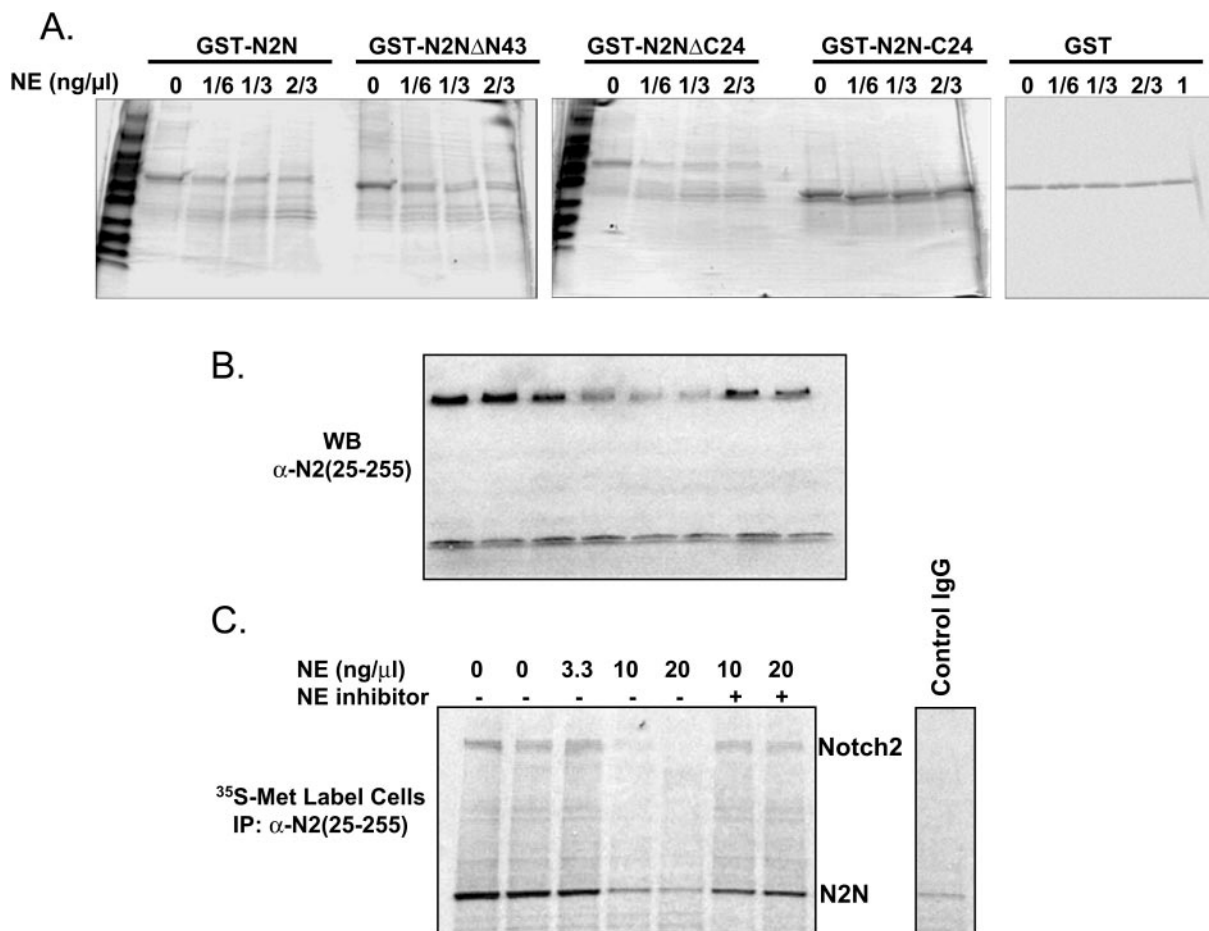 A.
GST-N2N GST-N2NΔN43 GST-N2NΔC24 GST-N2N-C24 GST
NE (ng/µl) 0 1/6 1/3 2/3 0 1/6 1/3 2/3 0 1/6 1/3 2/3 0 1/6 1/3 2/3 0 1/6 1/3 2/3 1
B.
WB
α-N2(25-255)
C.
NE (ng/µl) 0 0 3.3 10 20 10 20
NE inhibitor - - - - - + +
Control IgG
Notch2
³⁵S-Met Label Cells
IP: α-N2(25-255)
N2N